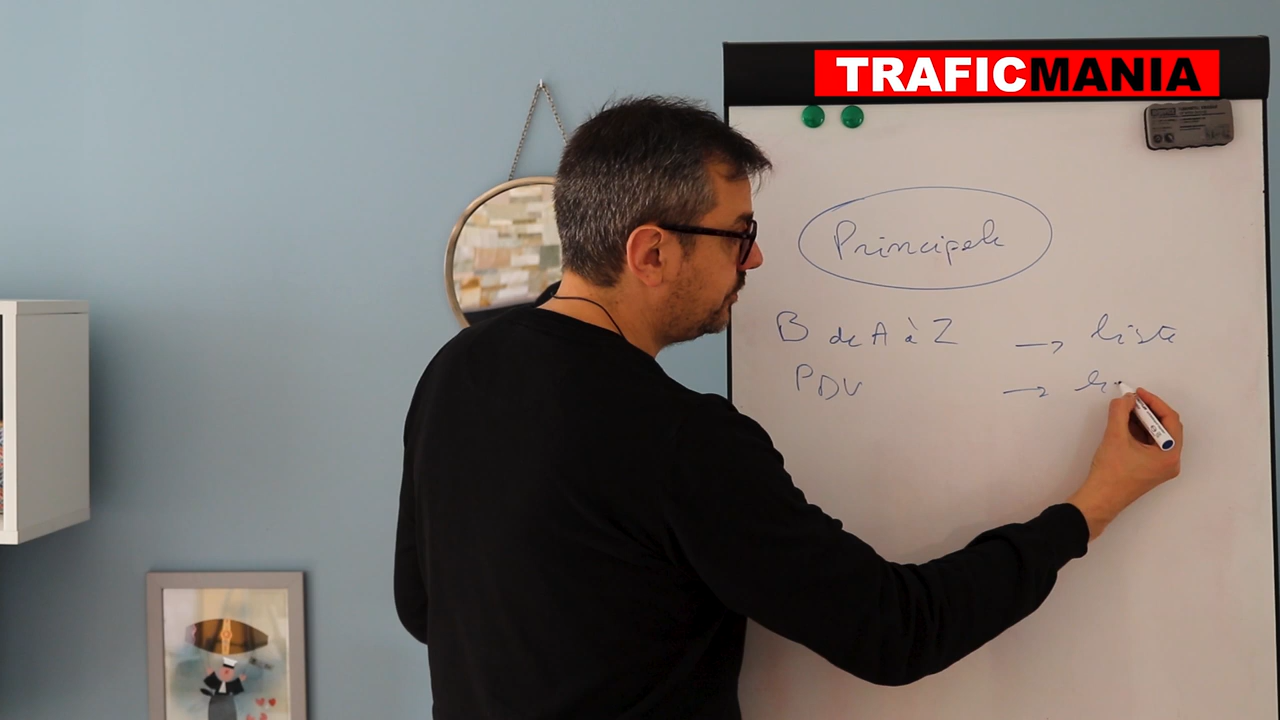 TRAFICMANIA
Principale
B de A à Z → liste
PDV →